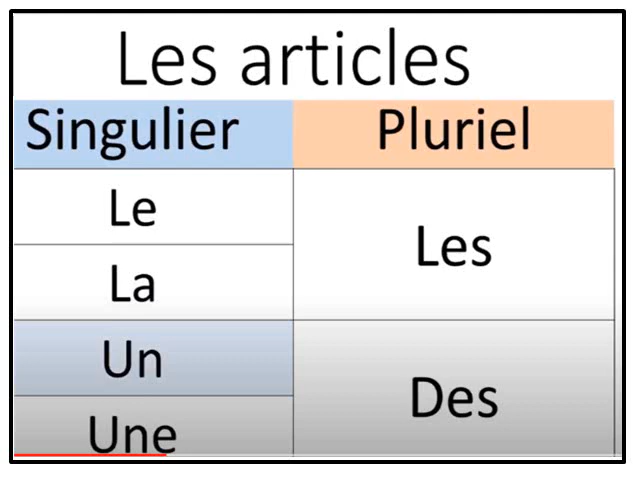 Les articles
Singulier Pluriel
Le
La
Les
Un
Une
Des